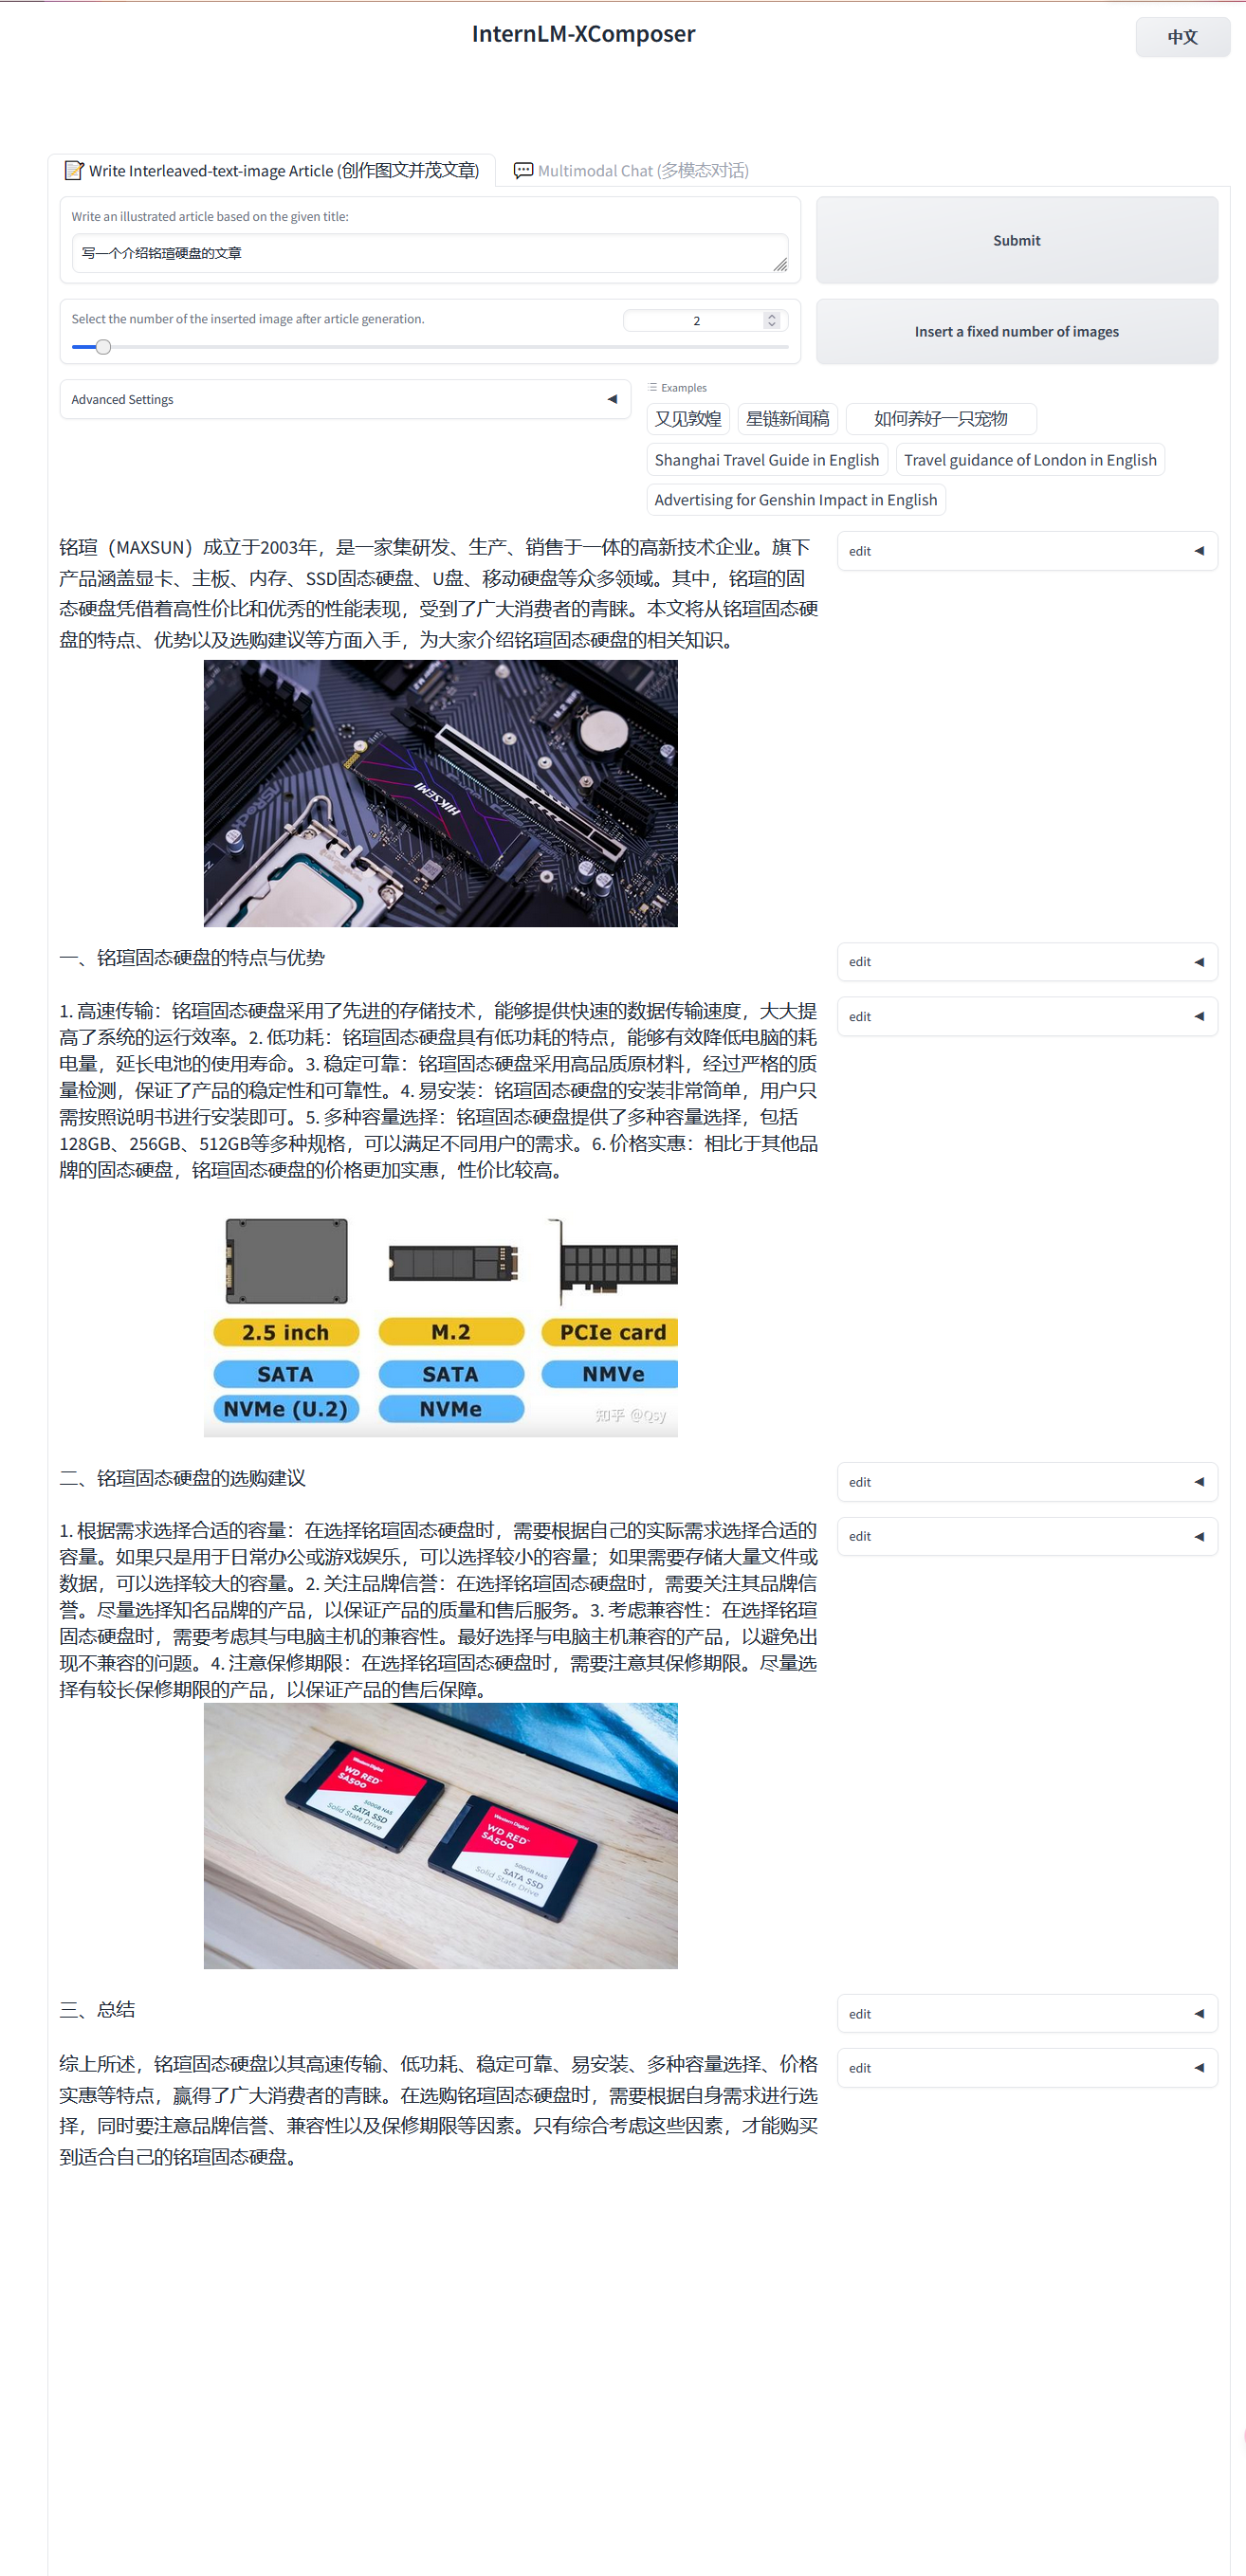 InternLM-XComposer
中文
Write Interleaved-text-image Article (创作图文并茂文章)
Multimodal Chat (多模态对话)
Write an illustrated article based on the given title:
写一个介绍铭瑄硬盘的文章
Submit
Select the number of the inserted image after article generation.
2
Insert a fixed number of images
Advanced Settings
Examples
又见敦煌
星链新闻稿
如何养好一只宠物
Shanghai Travel Guide in English
Travel guidance of London in English
Advertising for Genshin Impact in English
铭瑄（MAXSUN）成立于2003年，是一家集研发、生产、销售于一体的高新技术企业。旗下
产品涵盖显卡、主板、内存、SSD固态硬盘、U盘、移动硬盘等众多领域。其中，铭瑄的固
态硬盘凭借着高性价比和优秀的性能表现，受到了广大消费者的青睐。本文将从铭瑄固态硬
盘的特点、优势以及选购建议等方面入手，为大家介绍铭瑄固态硬盘的相关知识。
edit
M.2
HIKSEMI
一、铭瑄固态硬盘的特点与优势
edit
1. 高速传输：铭瑄固态硬盘采用了先进的存储技术，能够提供快速的数据传输速度，大大提
高了系统的运行效率。2. 低功耗：铭瑄固态硬盘具有低功耗的特点，能够有效降低电脑的耗
电量，延长电池的使用寿命。3. 稳定可靠：铭瑄固态硬盘采用高品质原材料，经过严格的质
量检测，保证了产品的稳定性和可靠性。4. 易安装：铭瑄固态硬盘的安装非常简单，用户只
需按照说明书进行安装即可。5. 多种容量选择：铭瑄固态硬盘提供了多种容量选择，包括
128GB、256GB、512GB等多种规格，可以满足不同用户的需求。6. 价格实惠：相比于其他品
牌的固态硬盘，铭瑄固态硬盘的价格更加实惠，性价比较高。
edit
2.5 inch
M.2
PCIe card
SATA
SATA
NMVe
NVMe (U.2)
NVMe
知乎 @Qsy
二、铭瑄固态硬盘的选购建议
edit
1. 根据需求选择合适的容量：在选择铭瑄固态硬盘时，需要根据自己的实际需求选择合适的
容量。如果只是用于日常办公或游戏娱乐，可以选择较小的容量；如果需要存储大量文件或
数据，可以选择较大的容量。2. 关注品牌信誉：在选择铭瑄固态硬盘时，需要关注其品牌信
誉。尽量选择知名品牌的产品，以保证产品的质量和售后服务。3. 考虑兼容性：在选择铭瑄
固态硬盘时，需要考虑其与电脑主机的兼容性。最好选择与电脑主机兼容的产品，以避免出
现不兼容的问题。4. 注意保修期限：在选择铭瑄固态硬盘时，需要注意其保修期限。尽量选
择有较长保修期限的产品，以保证产品的售后保障。
edit
Western Digital
WD RED
SA500
500GB NAS
SATA SSD
Solid State Drive
Western Digital
WD RED
SA500
500GB NAS
SATA SSD
Solid State Drive
三、总结
edit
综上所述，铭瑄固态硬盘以其高速传输、低功耗、稳定可靠、易安装、多种容量选择、价格
实惠等特点，赢得了广大消费者的青睐。在选购铭瑄固态硬盘时，需要根据自身需求进行选
择，同时要注意品牌信誉、兼容性以及保修期限等因素。只有综合考虑这些因素，才能购买
到适合自己的铭瑄固态硬盘。
edit